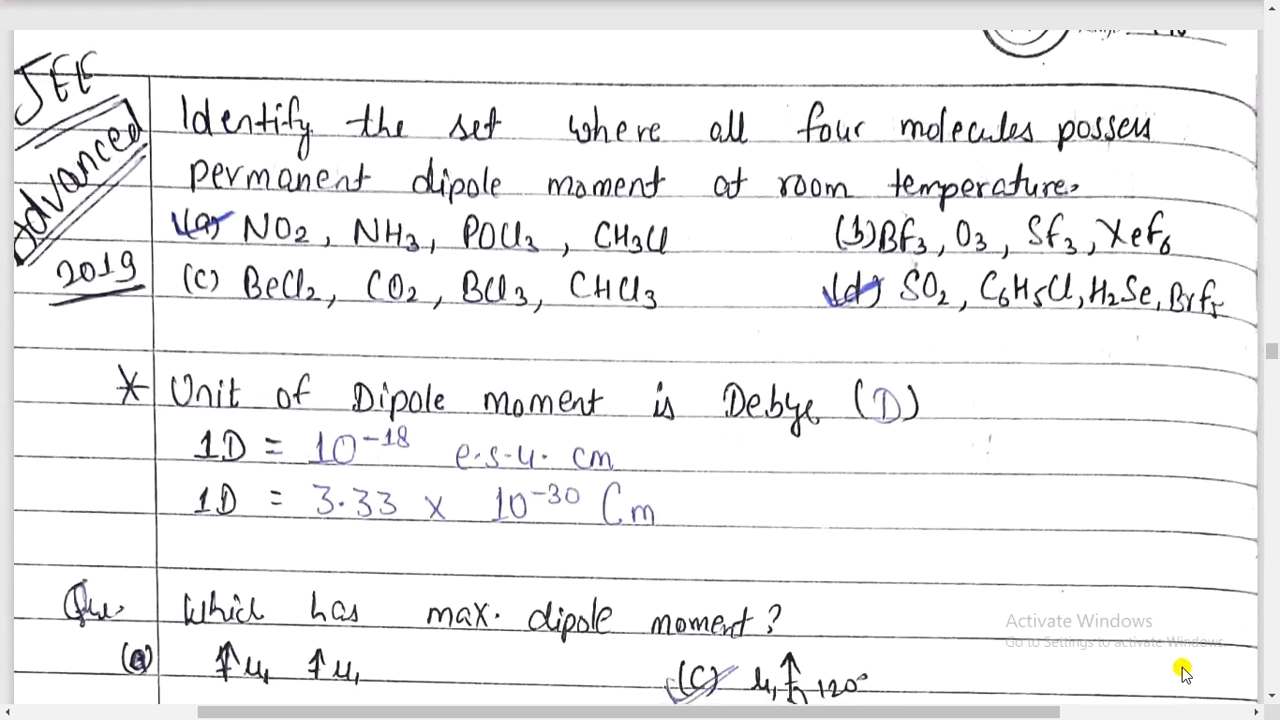 JEE
Advanced
2019
Identify the set where all four molecules possess
permanent dipole moment at room temperature.
(a) NO2, NH3, POCl3, CH3Cl (b) BF3, O3, SF3, XeF6
(c) BeCl2, CO2, BCl3, CHCl3 (d) SO2, C6H5Cl, H2Se, BrF5
* Unit of Dipole moment is Debye (D)
1D = 10-18 e.s.u. cm
1D = 3.33 x 10-30 Cm
Que. Which has max. dipole moment?
(a) ↑μ1 ↑μ1 (c) μ1↑ 120°
Activate Windows
Go to Settings to activate Windows.